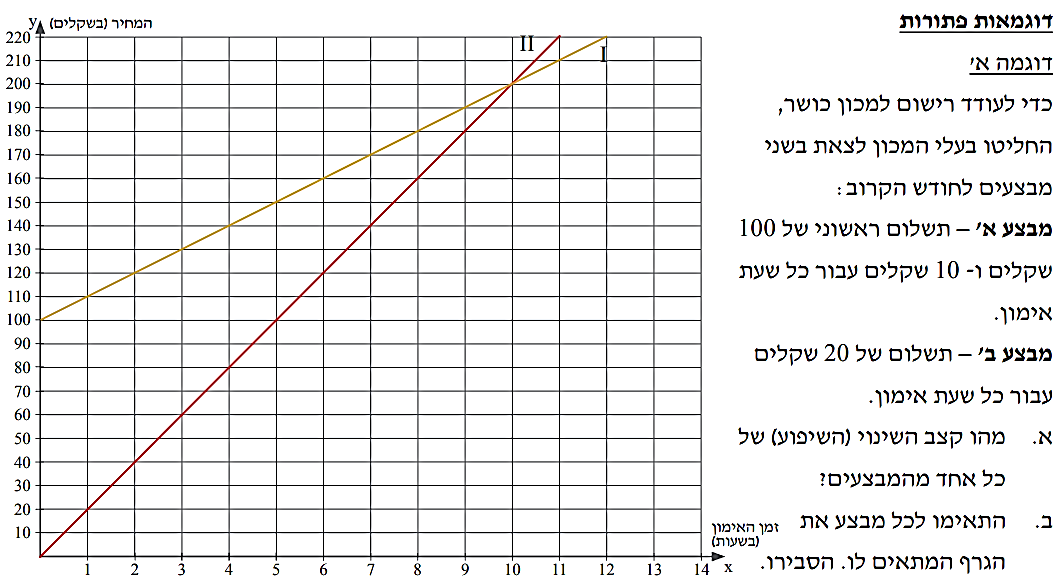 דוגמאות פתורות
דוגמה א׳
כדי לעודד רישום למכון כושר,
החליטו בעלי המכון לצאת בשני
מבצעים לחודש הקרוב:
מבצע א׳ – תשלום ראשוני של 100
שקלים ו- 10 שקלים עבור כל שעת
אימון.
מבצע ב׳ – תשלום של 20 שקלים
עבור כל שעת אימון.
א. מהו קצב השינוי (השיפוע) של
כל אחד מהמבצעים?
ב. התאימו לכל מבצע את
הגרף המתאים לו. הסבירו.
y
המחיר (בשקלים)
220
210
200
190
180
170
160
150
140
130
120
110
100
90
80
70
60
50
40
30
20
10
II
I
1 2 3 4 5 6 7 8 9 10 11 12 13 14
x
זמן האימון
(בשעות)